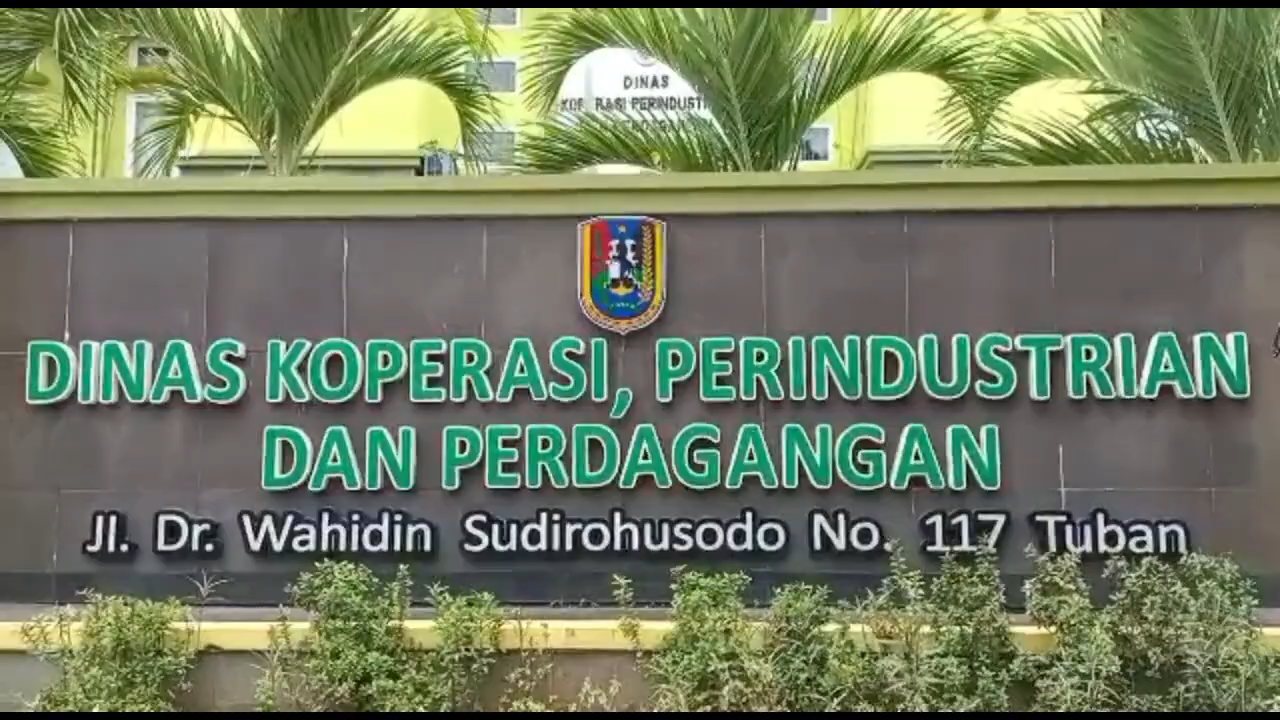 DINAS
DINAS KOPERASI, PERINDUSTRIAN
DAN PERDAGANGAN
Jl. Dr. Wahidin Sudirohusodo No. 117 Tuban